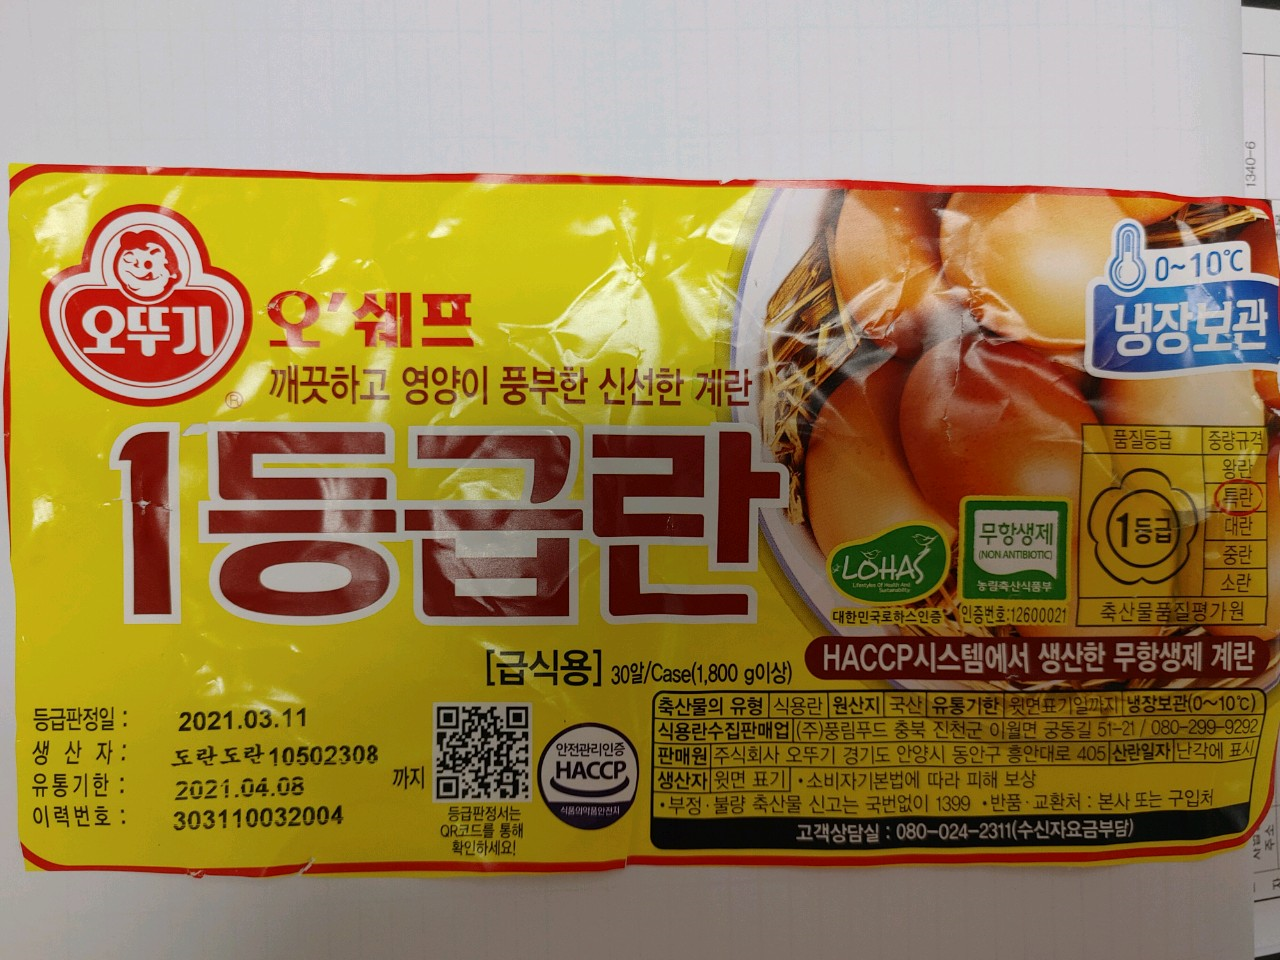 오뚜기
®
오'쉐프
깨끗하고 영양이 풍부한 신선한 계란
1등급란
[급식용] 30알/Case(1,800 g이상)
0~10℃
냉장보관
품질등급 중량규격
1등급
왕란
특란
대란
중란
소란
축산물품질평가원
LOHAS
Lifestyles Of Health And
Sustainability
대한민국로하스인증
무항생제
(NON ANTIBIOTIC)
농림축산식품부
인증번호:12600021
HACCP시스템에서 생산한 무항생제 계란
등급판정일 : 2021.03.11
생 산 자 : 도란도란10502308
유통기한 : 2021.04.08 까지
이력번호 : 303110032004
등급판정서는
QR코드를 통해
확인하세요!
안전관리인증
HACCP
식품의약품안전처
축산물의 유형 식용란 원산지 국산 유통기한 윗면표기일까지 냉장보관(0~10℃)
식용란수집판매업 (주)풍림푸드 충북 진천군 이월면 궁동길 51-21 / 080-299-9292
판매원 주식회사 오뚜기 경기도 안양시 동안구 흥안대로 405 산란일자 난각에 표시
생산자 윗면 표기 •소비자기본법에 따라 피해 보상
•부정·불량 축산물 신고는 국번없이 1399 •반품·교환처 : 본사 또는 구입처
고객상담실 : 080-024-2311(수신자요금부담)
1340-6
주소